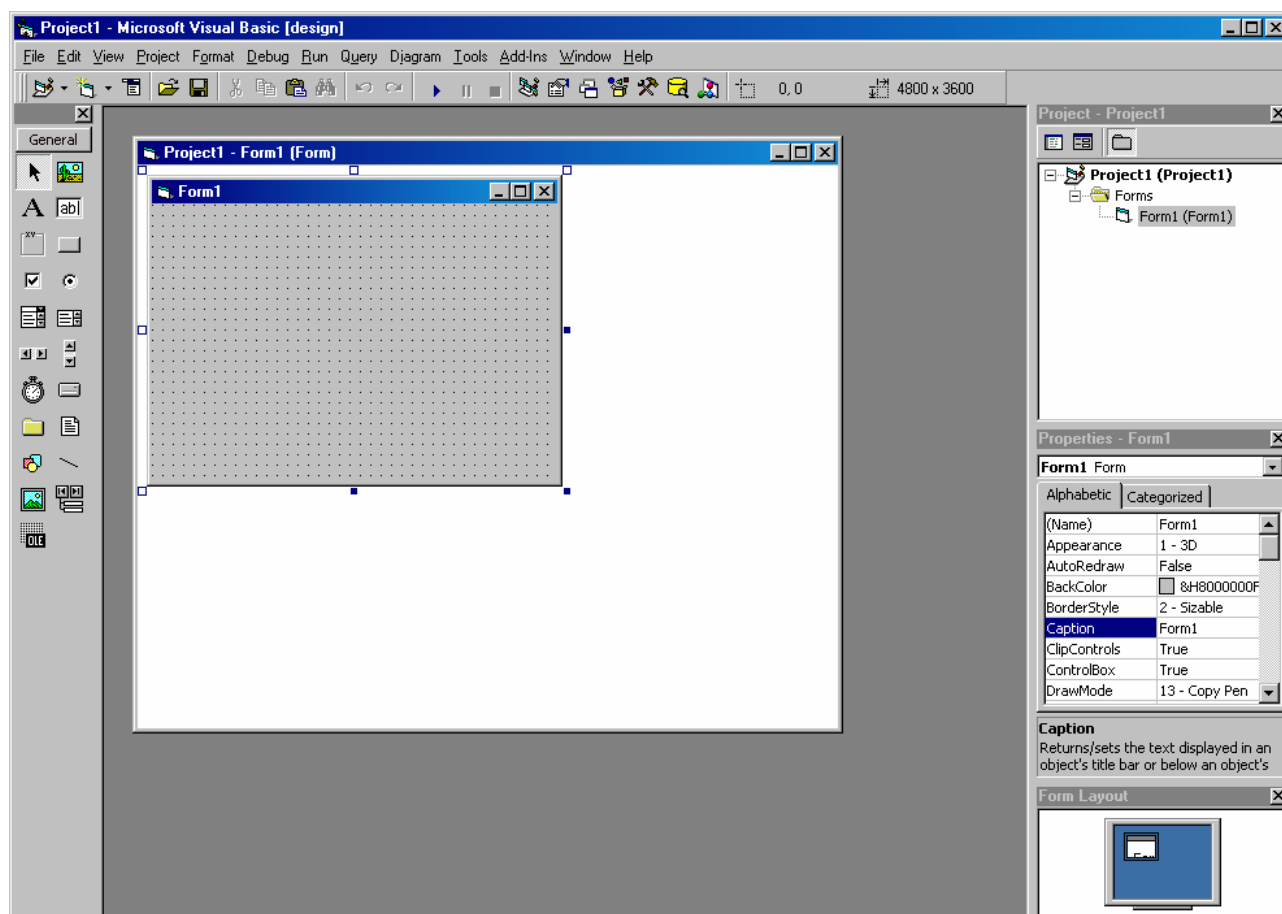 Project1 - Microsoft Visual Basic [design]
File Edit View Project Format Debug Run Query Diagram Tools Add-Ins Window Help
0, 0 4800 x 3600
General
A ab|
xv
OLE
Project1 - Form1 (Form)
Form1
Project - Project1
Project1 (Project1)
Forms
Form1 (Form1)
Properties - Form1
Form1 Form
Alphabetic Categorized
(Name) Form1
Appearance 1 - 3D
AutoRedraw False
BackColor &H8000000F
BorderStyle 2 - Sizable
Caption Form1
ClipControls True
ControlBox True
DrawMode 13 - Copy Pen
Caption
Returns/sets the text displayed in an
object's title bar or below an object's
Form Layout